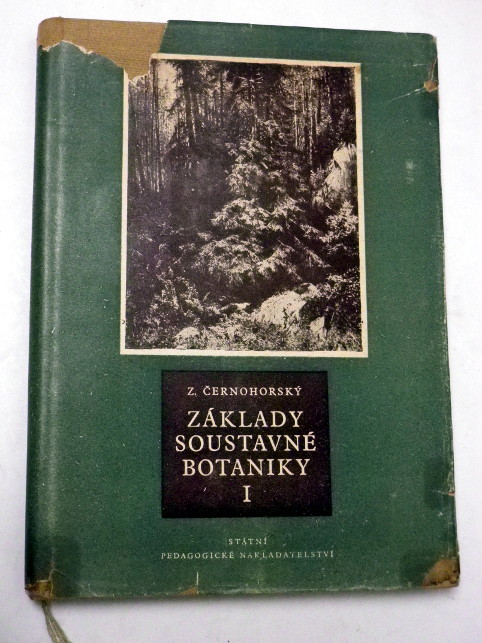 Z. ČERNOHORSKÝ
ZÁKLADY
SOUSTAVNÉ
BOTANIKY
I
STÁTNÍ
PEDAGOGICKÉ NAKLADATELSTVÍ